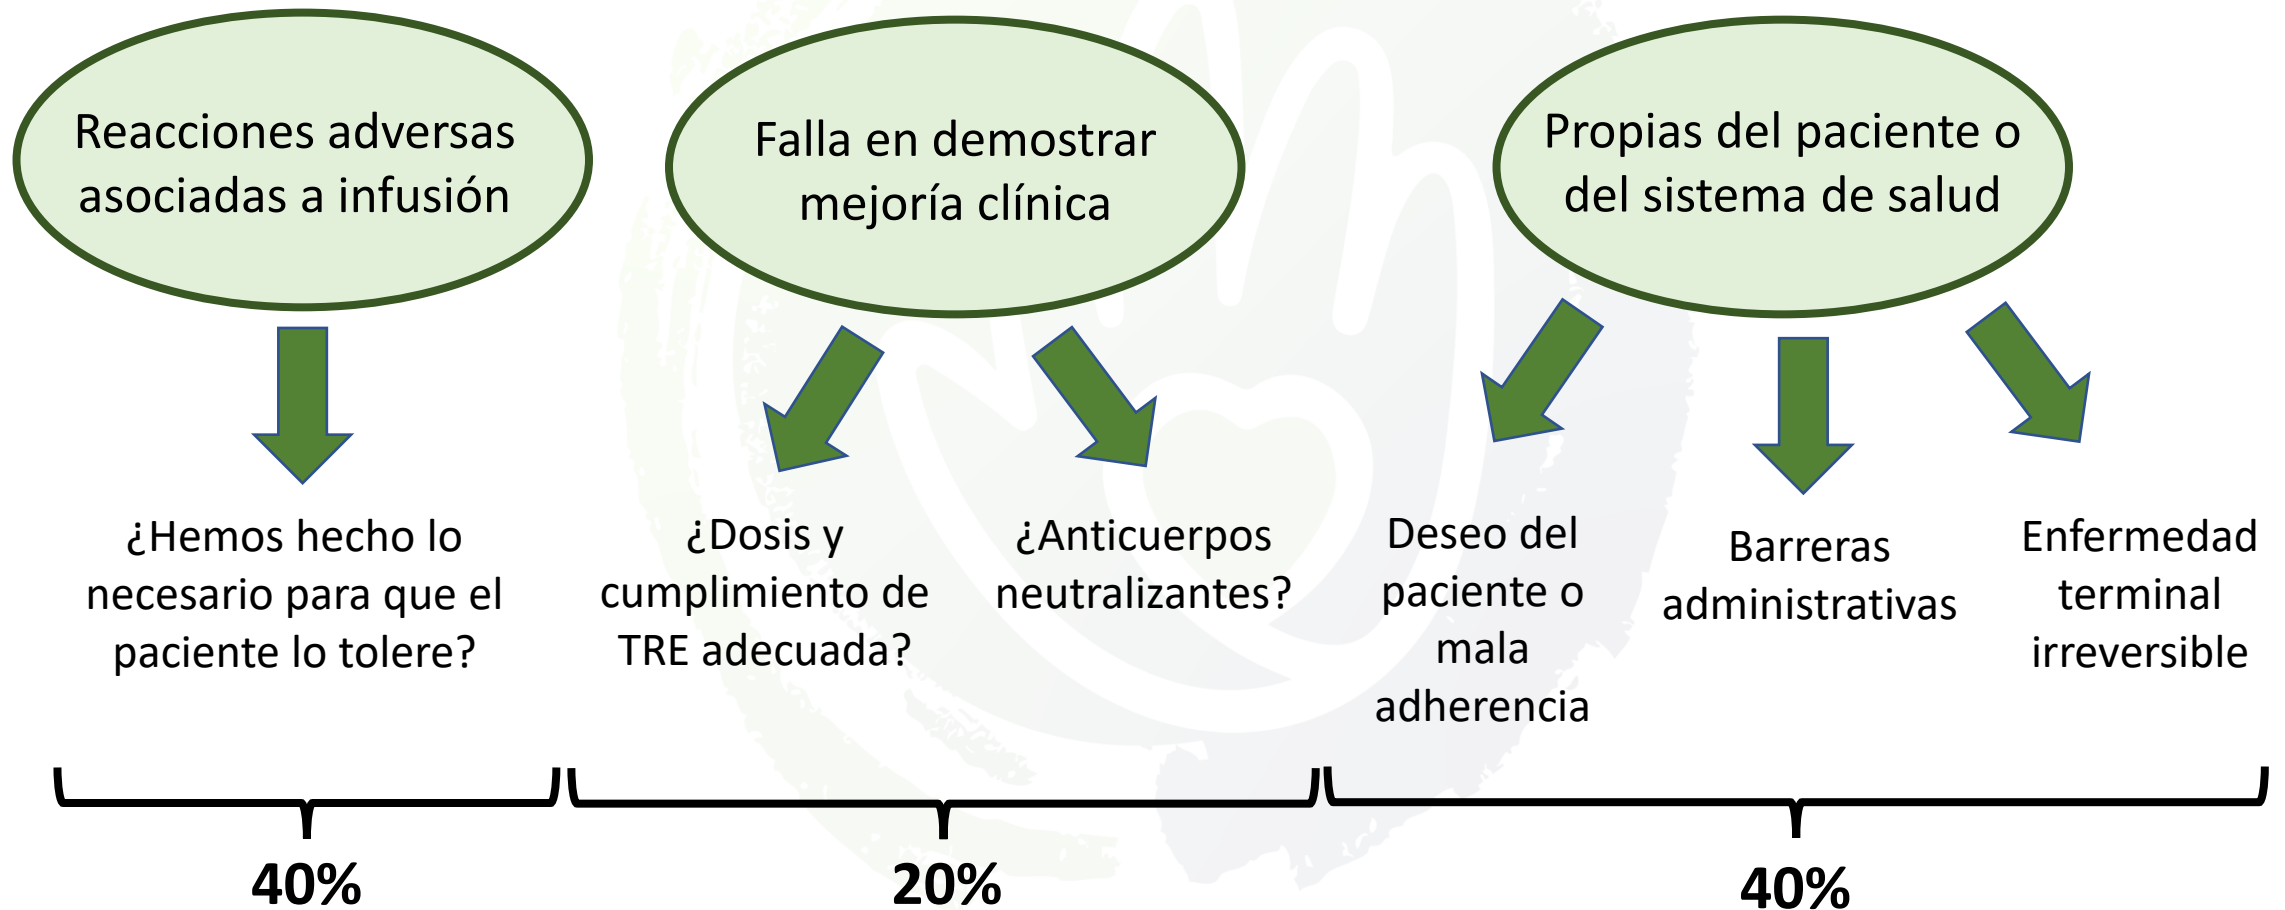 Reacciones adversas
asociadas a infusión
Falla en demostrar
mejoría clínica
Propias del paciente o
del sistema de salud
¿Hemos hecho lo
necesario para que el
paciente lo tolere?
¿Dosis y
cumplimiento de
TRE adecuada?
¿Anticuerpos
neutralizantes?
Deseo del
paciente o
mala
adherencia
Barreras
administrativas
Enfermedad
terminal
irreversible
40%
20%
40%